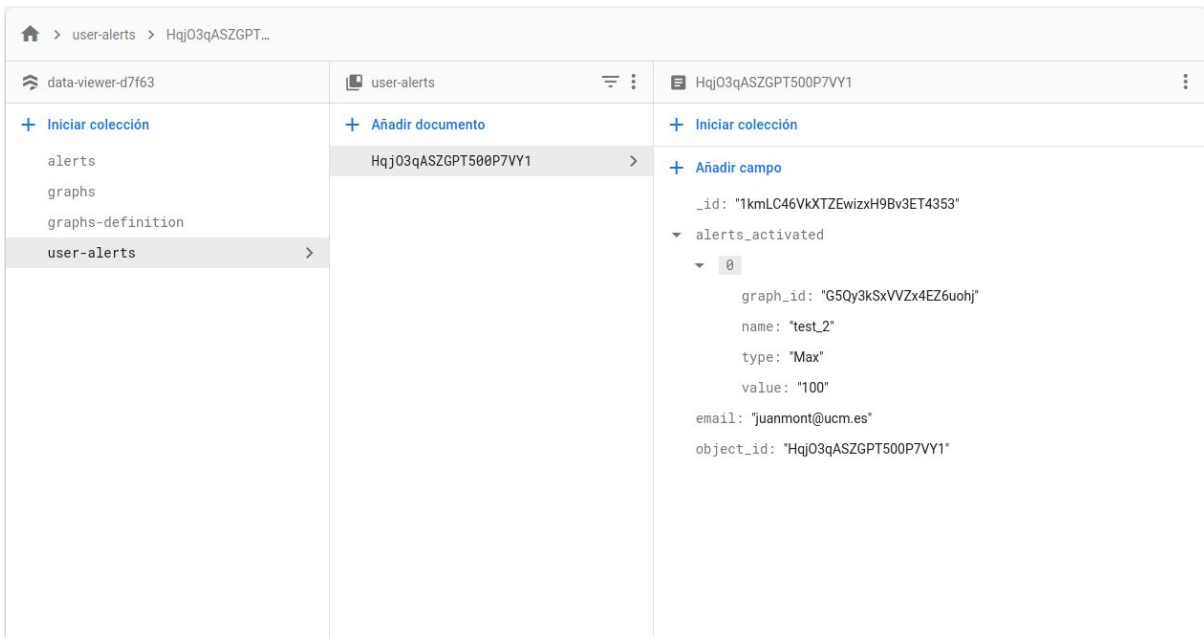 user-alerts > HqjO3qASZGPT...
data-viewer-d7f63
user-alerts
HqjO3qASZGPT500P7VY1
+ Iniciar colección
+ Añadir documento
+ Iniciar colección
alerts
graphs
graphs-definition
user-alerts
HqjO3qASZGPT500P7VY1
+ Añadir campo
_id: "1kmLC46VkXTZEwizxH9Bv3ET4353"
alerts_activated
0
graph_id: "G5Qy3kSxVVZx4EZ6uohj"
name: "test_2"
type: "Max"
value: "100"
email: "juanmont@ucm.es"
object_id: "HqjO3qASZGPT500P7VY1"